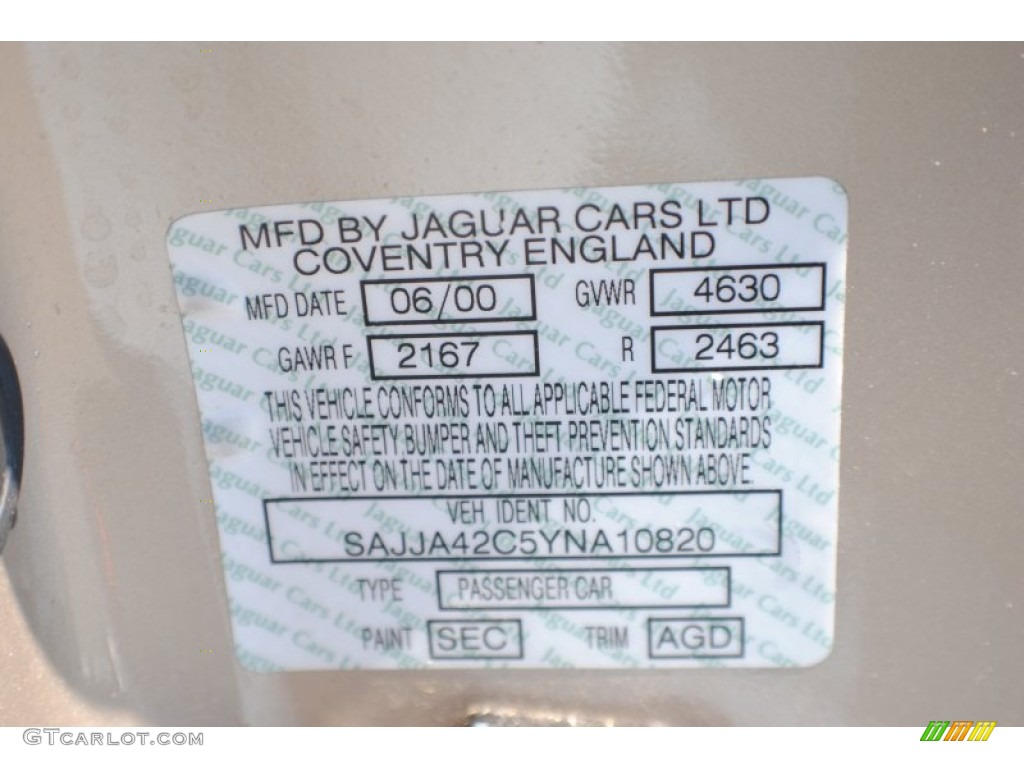 MFD BY JAGUAR CARS LTD
COVENTRY ENGLAND
MFD DATE 06/00 GVWR 4630
GAWR F 2167 R 2463
THIS VEHICLE CONFORMS TO ALL APPLICABLE FEDERAL MOTOR
VEHICLE SAFETY BUMPER AND THEFT PREVENTION STANDARDS
IN EFFECT ON THE DATE OF MANUFACTURE SHOWN ABOVE.
VEH IDENT NO.
SAJJA42C5YNA10820
TYPE PASSENGER CAR
PAINT SEC TRIM AGD
GTCarlot.com